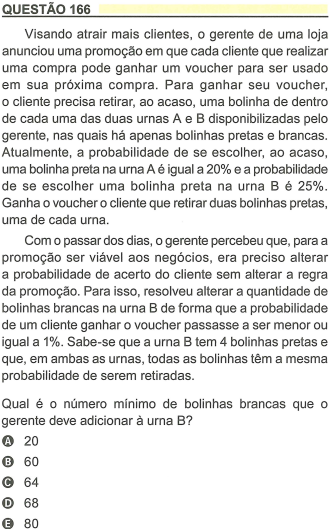 QUESTÃO 166
Visando atrair mais clientes, o gerente de uma loja
anunciou uma promoção em que cada cliente que realizar
uma compra pode ganhar um voucher para ser usado
em sua próxima compra. Para ganhar seu voucher,
o cliente precisa retirar, ao acaso, uma bolinha de dentro
de cada uma das duas urnas A e B disponibilizadas pelo
gerente, nas quais há apenas bolinhas pretas e brancas.
Atualmente, a probabilidade de se escolher, ao acaso,
uma bolinha preta na urna A é igual a 20% e a probabilidade
de se escolher uma bolinha preta na urna B é 25%.
Ganha o voucher o cliente que retirar duas bolinhas pretas,
uma de cada urna.
Com o passar dos dias, o gerente percebeu que, para a
promoção ser viável aos negócios, era preciso alterar
a probabilidade de acerto do cliente sem alterar a regra
da promoção. Para isso, resolveu alterar a quantidade de
bolinhas brancas na urna B de forma que a probabilidade
de um cliente ganhar o voucher passasse a ser menor ou
igual a 1%. Sabe-se que a urna B tem 4 bolinhas pretas e
que, em ambas as urnas, todas as bolinhas têm a mesma
probabilidade de serem retiradas.
Qual é o número mínimo de bolinhas brancas que o
gerente deve adicionar à urna B?
A 20
B 60
C 64
D 68
E 80